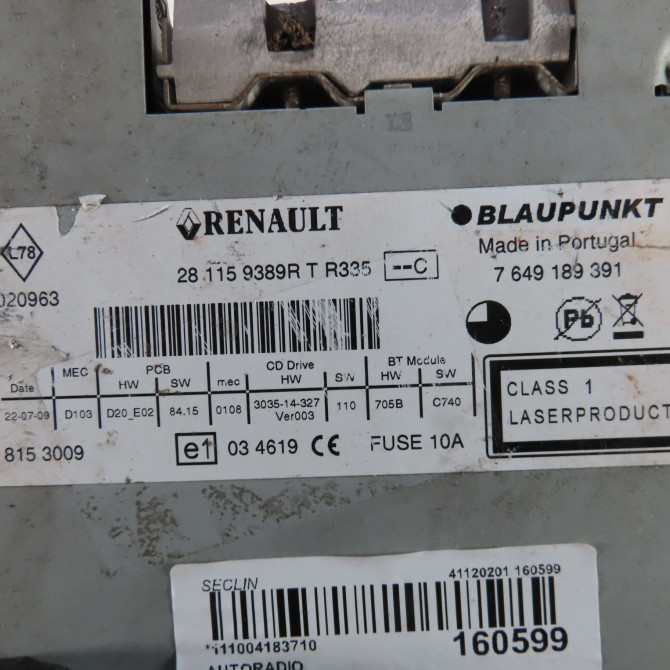 RENAULT
BLAUPUNKT
Made in Portugal
L78
28 115 9389R T R335 --C
7 649 189 391
020963
Pb
MEC PCB CD Drive BT Module
Date HW SW mec HW SW HW SW
22-07-09 D103 D20_E02 84.15 0108 3035-14-327 Ver003 110 705B C740
CLASS 1
LASERPRODUCT
815 3009 e1 03 4619 CE FUSE 10A
SECLIN 41120201 160599
*i11004183710 160599
AUTORADIO